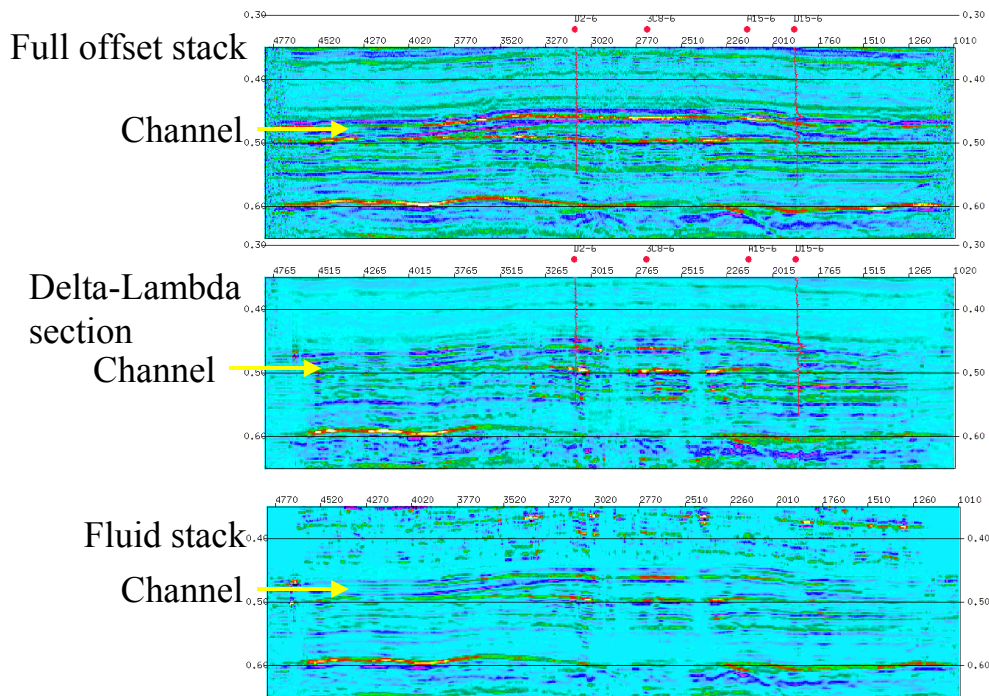 D2-6 3C8-6 A15-6 D15-6
0.30 0.30
4770 4520 4270 4020 3770 3520 3270 3020 2770 2510 2260 2010 1760 1510 1260 1010
Full offset stack
0.40 0.40
Channel
0.50 0.50
0.60 0.60
0.30 0.30
D2-6 3C8-6 A15-6 D15-6
4765 4515 4265 4015 3765 3515 3265 3015 2765 2515 2265 2015 1765 1515 1265 1020
Delta-Lambda
0.40 0.40
section
Channel
0.50 0.50
0.60 0.60
4770 4520 4270 4020 3770 3520 3270 3020 2770 2510 2260 2010 1760 1510 1260 1010
Fluid stack
0.40 0.40
Channel
0.50 0.50
0.60 0.60